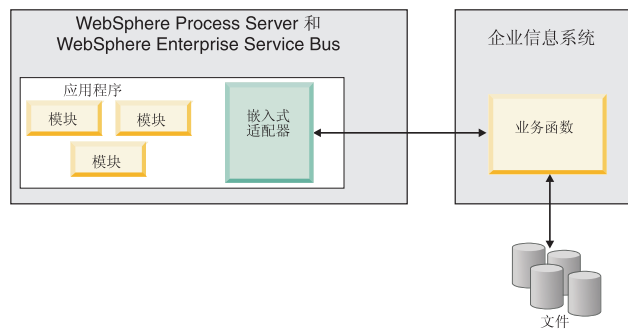 WebSphere Process Server 和
WebSphere Enterprise Service Bus
应用程序
模块
模块
模块
嵌入式
适配器
企业信息系统
业务函数
文件